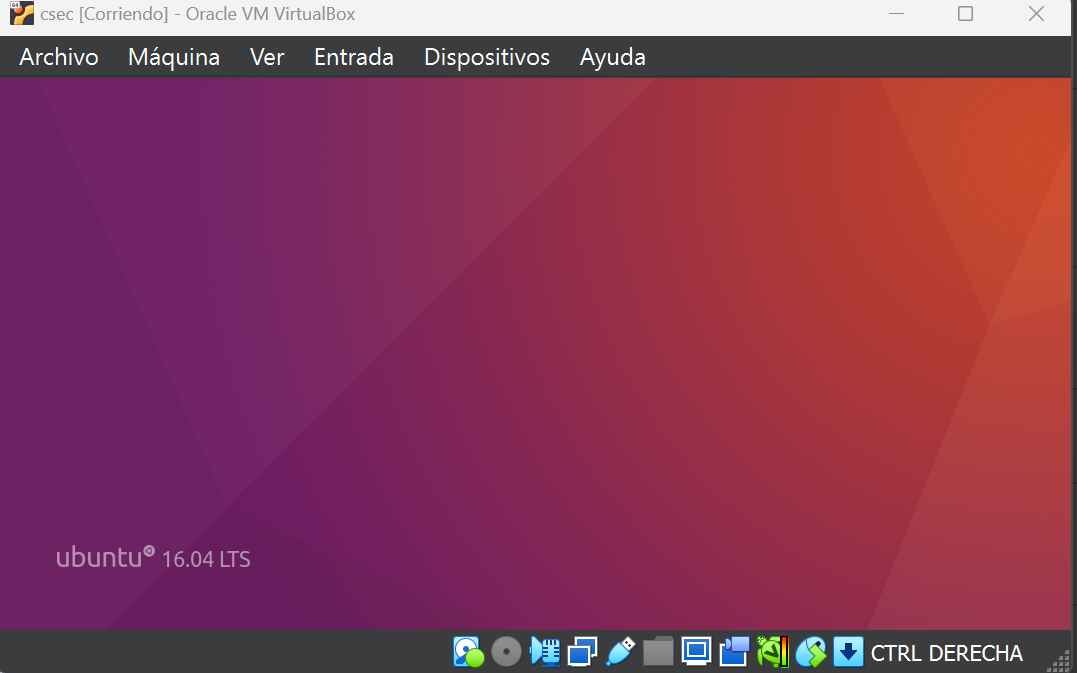 csec [Corriendo] - Oracle VM VirtualBox
Archivo Máquina Ver Entrada Dispositivos Ayuda
ubuntu 16.04 LTS
CTRL DERECHA